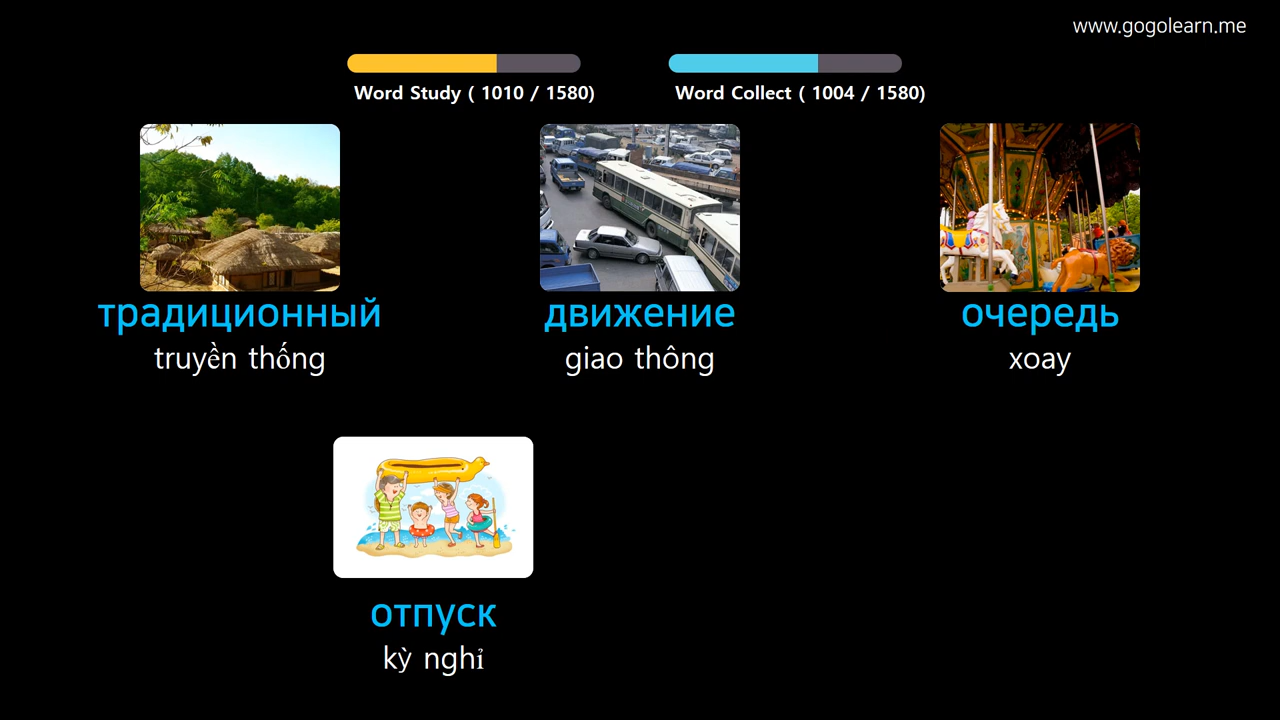 www.gogolearn.me
Word Study ( 1010 / 1580)
Word Collect ( 1004 / 1580)
традиционный
truyền thống
движение
giao thông
очередь
xoay
отпуск
kỳ nghỉ